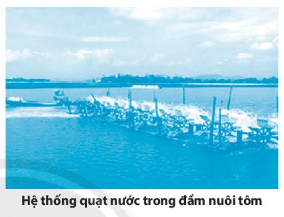 Hệ thống quạt nước trong đầm nuôi tôm